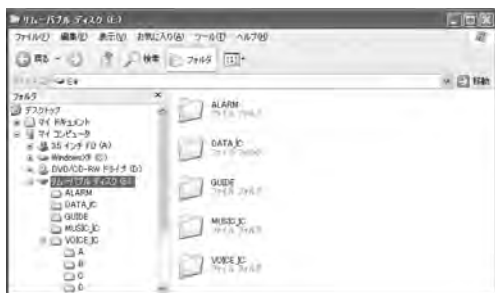 リムーバブル ディスク (E:)
ファイル(F) 編集(E) 表示(V) お気に入り(A) ツール(T) ヘルプ(H)
戻る 検索 フォルダ
E:¥ 移動
フォルダ ×
デスクトップ
マイ ドキュメント
マイ コンピュータ
3.5 インチ FD (A:)
WindowsXP (C:)
DVD/CD-RW ドライブ (D:)
リムーバブル ディスク (E:)
ALARM
DATA_IC
GUIDE
MUSIC_IC
VOICE_IC
A
B
C
D
ALARM
ファイル フォルダ
DATA_IC
ファイル フォルダ
GUIDE
ファイル フォルダ
MUSIC_IC
ファイル フォルダ
VOICE_IC
ファイル フォルダ